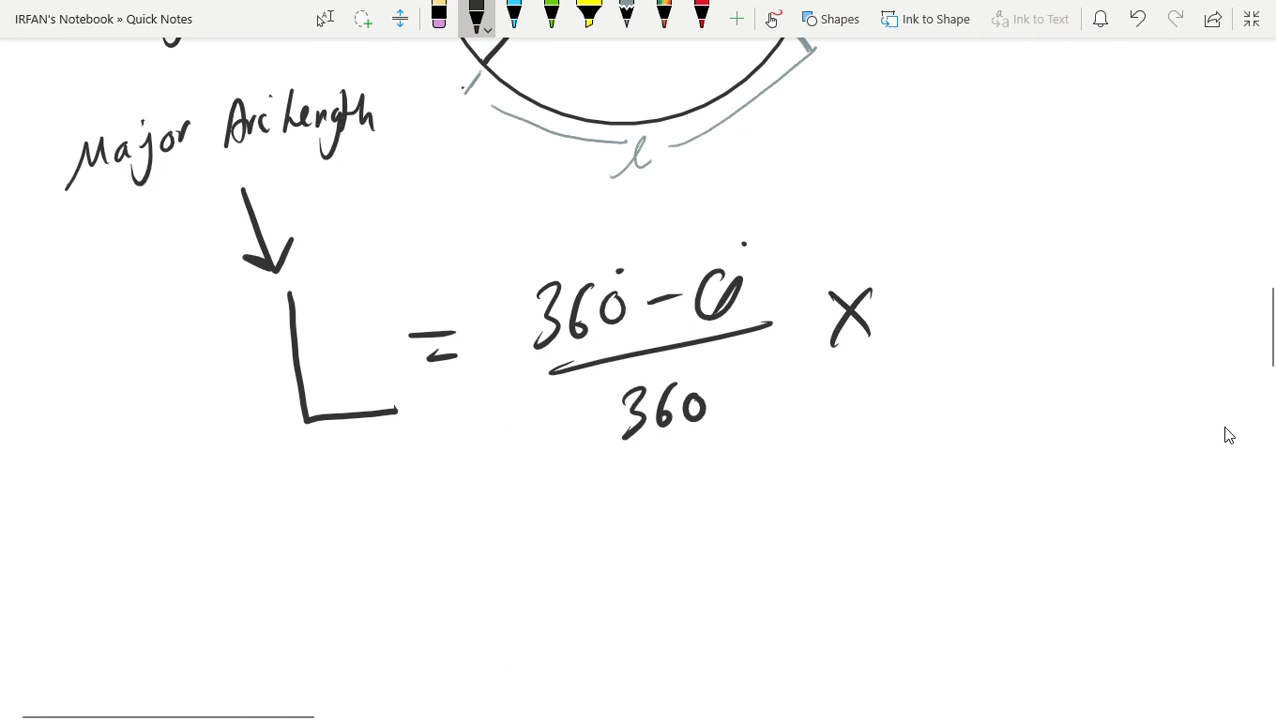 IRFAN's Notebook » Quick Notes
Shapes
Ink to Shape
Ink to Text
Major Arc Length
l
L = 360° - θ° ×
360